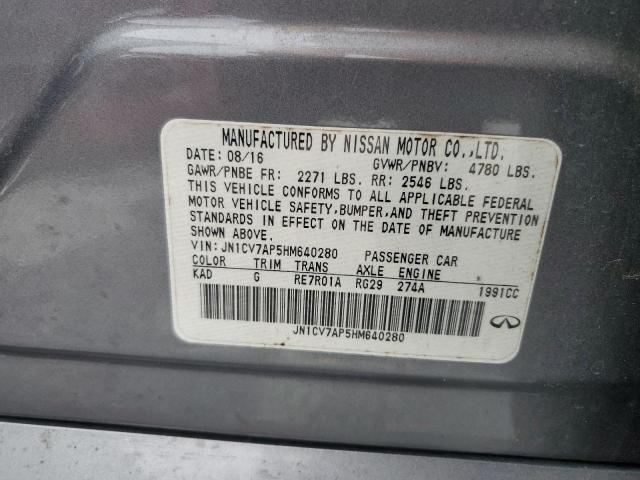 MANUFACTURED BY NISSAN MOTOR CO.,LTD.
DATE: 08/16 GVWR/PNBV: 4780 LBS.
GAWR/PNBE FR: 2271 LBS. RR: 2546 LBS.
THIS VEHICLE CONFORMS TO ALL APPLICABLE FEDERAL
MOTOR VEHICLE SAFETY, BUMPER, AND THEFT PREVENTION
STANDARDS IN EFFECT ON THE DATE OF MANUFACTURE
SHOWN ABOVE.
VIN: JN1CV7AP5HM640280 PASSENGER CAR
COLOR TRIM TRANS AXLE ENGINE
KAD G RE7R01A RG29 274A 1991CC
JN1CV7AP5HM640280